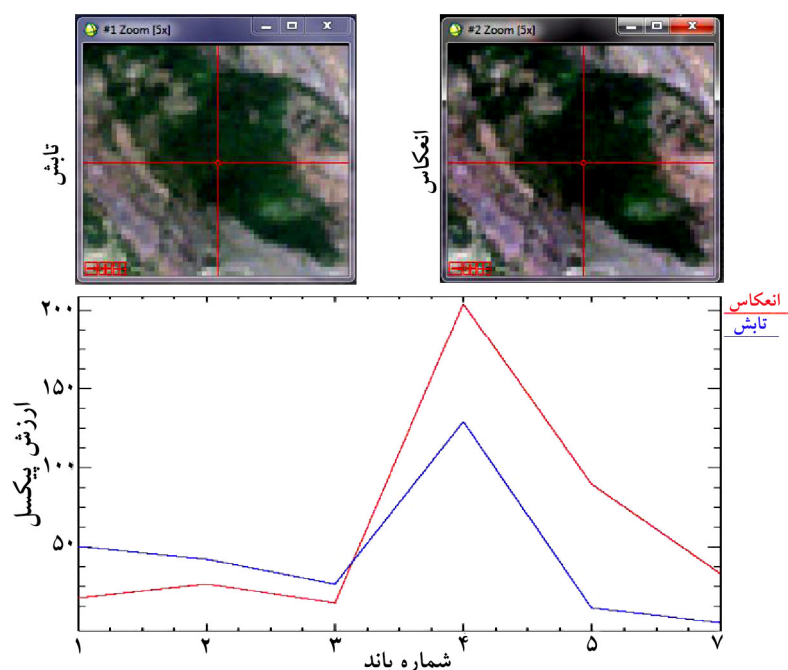 #1 Zoom [5x]
#2 Zoom [5x]
تابش
انعکاس
انعکاس
تابش
۲۰۰
۱۵۰
۱۰۰
۵۰
ارزش پیکسل
۱ ۲ ۳ ۴ ۵ ۷
شماره باند